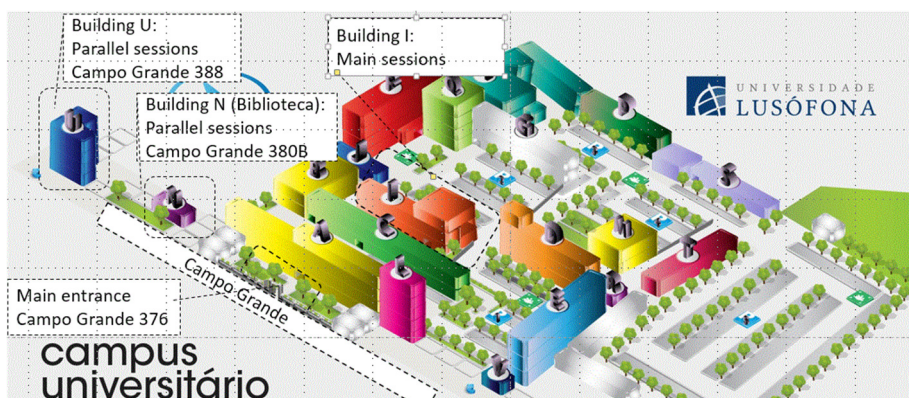 Building U:
Parallel sessions
Campo Grande 388
Building I:
Main sessions
Building N (Biblioteca):
Parallel sessions
Campo Grande 380B
UNIVERSIDADE
LUSÓFONA
Main entrance
Campo Grande 376
Campo Grande
campus
universitário